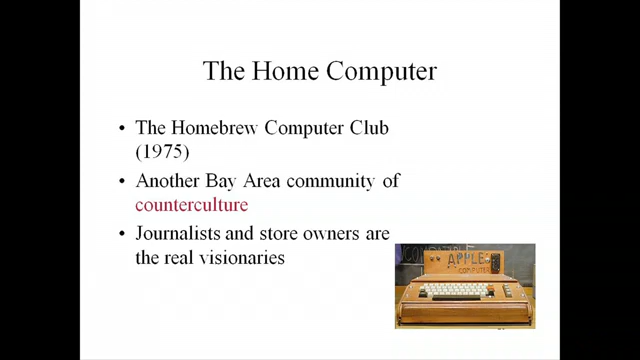 The Home Computer
• The Homebrew Computer Club
(1975)
• Another Bay Area community of
counterculture
• Journalists and store owners are
the real visionaries
APPLE
COMPUTER